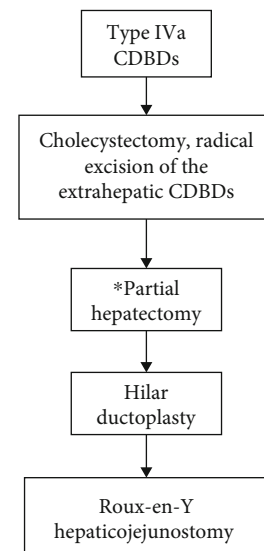 Type IVa
CDBDs
Cholecystectomy, radical
excision of the
extrahepatic CDBDs
*Partial
hepatectomy
Hilar
ductoplasty
Roux-en-Y
hepaticojejunostomy